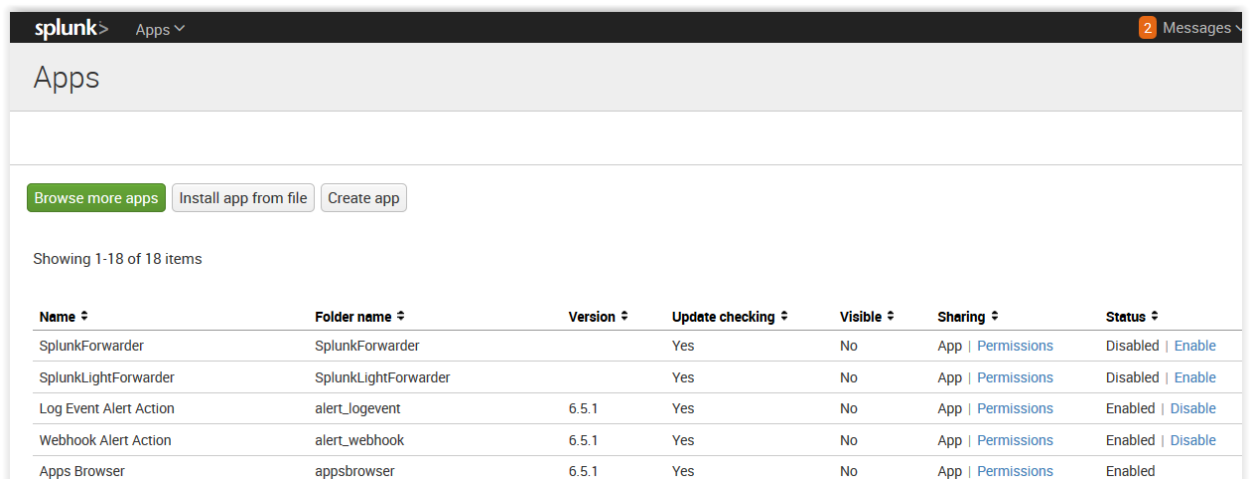 splunk> Apps 2 Messages
Apps
Browse more apps Install app from file Create app
Showing 1-18 of 18 items
Name Folder name Version Update checking Visible Sharing Status
SplunkForwarder SplunkForwarder Yes No App | Permissions Disabled | Enable
SplunkLightForwarder SplunkLightForwarder Yes No App | Permissions Disabled | Enable
Log Event Alert Action alert_logevent 6.5.1 Yes No App | Permissions Enabled | Disable
Webhook Alert Action alert_webhook 6.5.1 Yes No App | Permissions Enabled | Disable
Apps Browser appsbrowser 6.5.1 Yes No App | Permissions Enabled